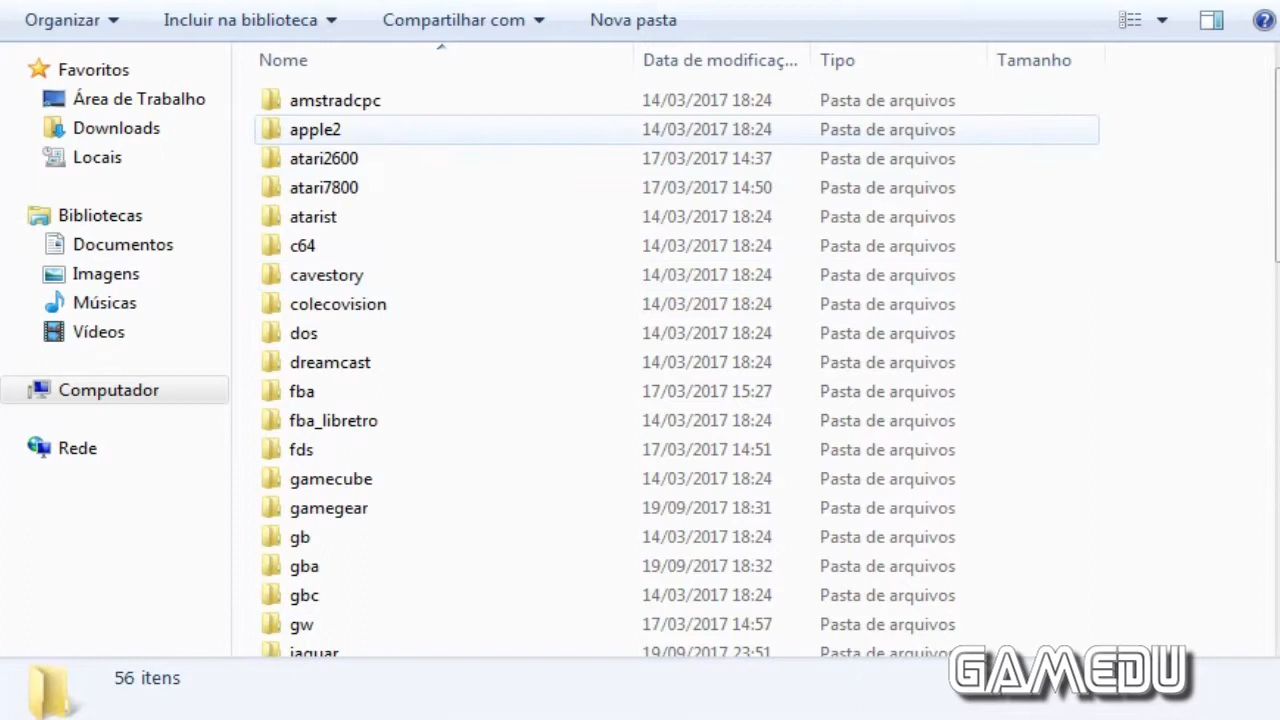 Organizar Incluir na biblioteca Compartilhar com Nova pasta
Favoritos
Área de Trabalho
Downloads
Locais
Bibliotecas
Documentos
Imagens
Músicas
Vídeos
Computador
Rede
Nome Data de modificaç... Tipo Tamanho
amstradcpc 14/03/2017 18:24 Pasta de arquivos
apple2 14/03/2017 18:24 Pasta de arquivos
atari2600 17/03/2017 14:37 Pasta de arquivos
atari7800 17/03/2017 14:50 Pasta de arquivos
atarist 14/03/2017 18:24 Pasta de arquivos
c64 14/03/2017 18:24 Pasta de arquivos
cavestory 14/03/2017 18:24 Pasta de arquivos
colecovision 14/03/2017 18:24 Pasta de arquivos
dos 14/03/2017 18:24 Pasta de arquivos
dreamcast 14/03/2017 18:24 Pasta de arquivos
fba 17/03/2017 15:27 Pasta de arquivos
fba_libretro 14/03/2017 18:24 Pasta de arquivos
fds 17/03/2017 14:51 Pasta de arquivos
gamecube 14/03/2017 18:24 Pasta de arquivos
gamegear 19/09/2017 18:31 Pasta de arquivos
gb 14/03/2017 18:24 Pasta de arquivos
gba 19/09/2017 18:32 Pasta de arquivos
gbc 14/03/2017 18:24 Pasta de arquivos
gw 17/03/2017 14:57 Pasta de arquivos
jaguar 19/09/2017 23:51 Pasta de arquivos
56 itens
GAMEDU